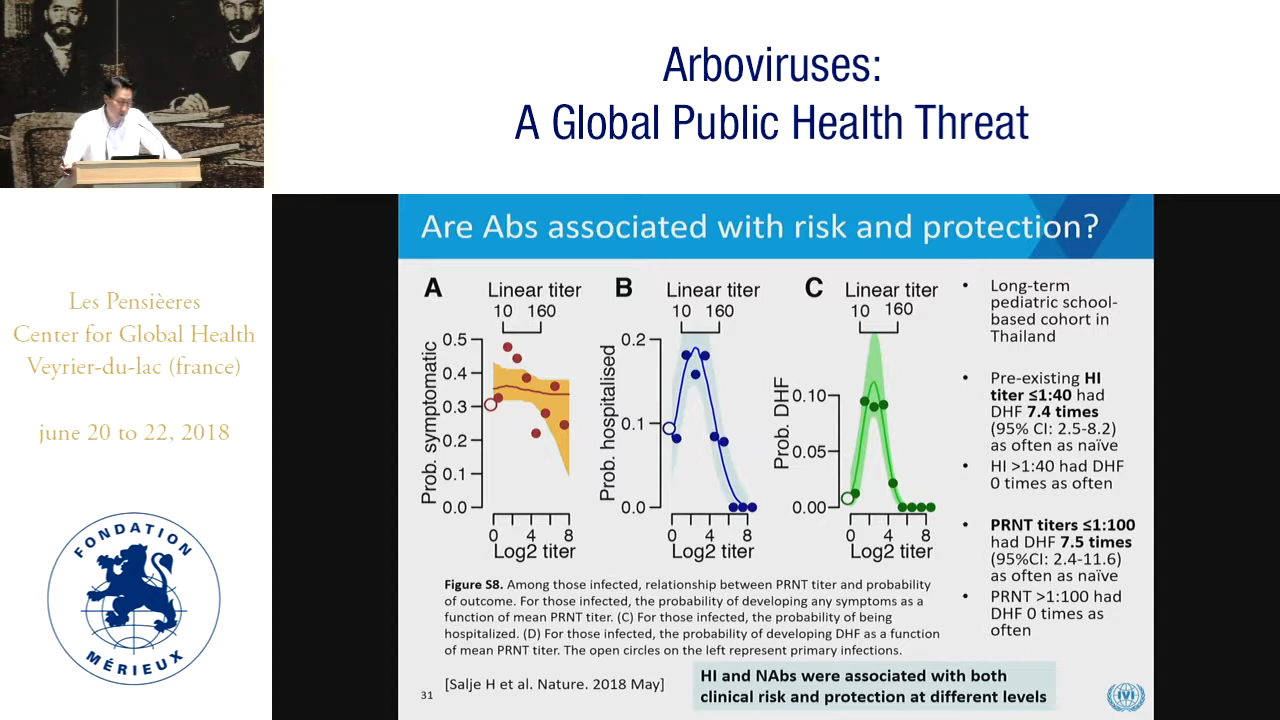 Arboviruses:
A Global Public Health Threat
Les Pensièeres
Center for Global Health
Veyrier-du-lac (france)
june 20 to 22, 2018
FONDATION
MÉRIEUX
Are Abs associated with risk and protection?
A
Linear titer
10 160
Prob. symptomatic
0.5
0.4
0.3
0.2
0.1
0.0
0 4 8
Log2 titer
B
Linear titer
10 160
Prob. hospitalised
0.2
0.1
0.0
0 4 8
Log2 titer
C
Linear titer
10 160
Prob. DHF
0.10
0.05
0.00
0 4 8
Log2 titer
Figure S8. Among those infected, relationship between PRNT titer and probability
of outcome. For those infected, the probability of developing any symptoms as a
function of mean PRNT titer. (C) For those infected, the probability of being
hospitalized. (D) For those infected, the probability of developing DHF as a function
of mean PRNT titer. The open circles on the left represent primary infections.
• Long-term
pediatric school-
based cohort in
Thailand
• Pre-existing HI
titer ≤1:40 had
DHF 7.4 times
(95% CI: 2.5-8.2)
as often as naïve
• HI >1:40 had DHF
0 times as often
• PRNT titers ≤1:100
had DHF 7.5 times
(95%CI: 2.4-11.6)
as often as naïve
• PRNT >1:100 had
DHF 0 times as
often
31
[Salje H et al. Nature. 2018 May]
HI and NAbs were associated with both
clinical risk and protection at different levels
IVI